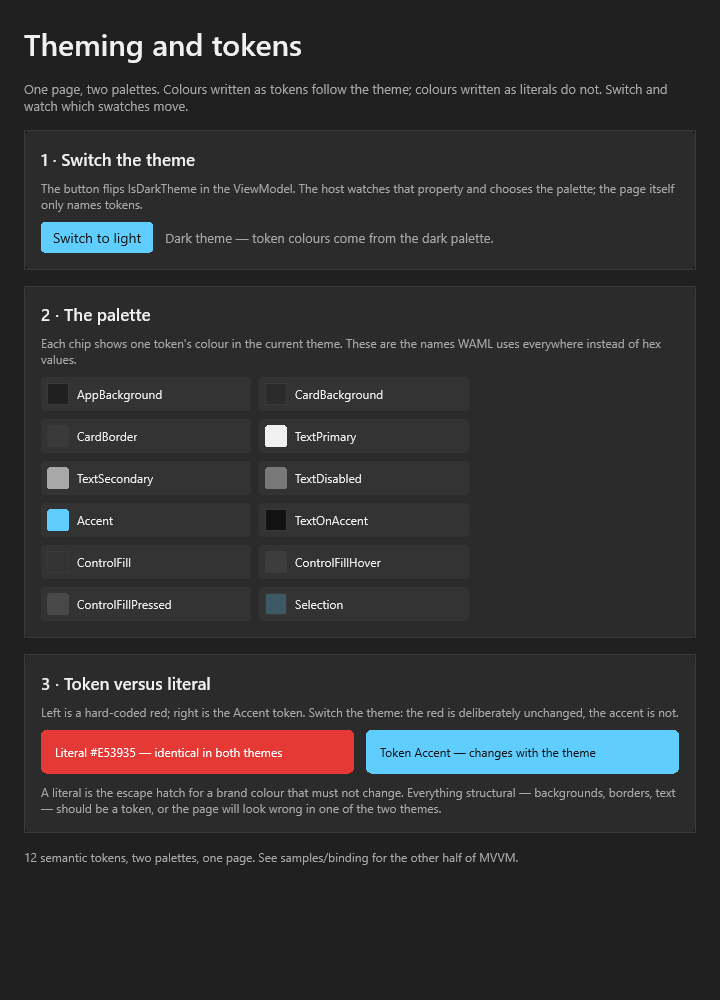 Theming and tokens
One page, two palettes. Colours written as tokens follow the theme; colours written as literals do not. Switch and
watch which swatches move.
1 · Switch the theme
The button flips IsDarkTheme in the ViewModel. The host watches that property and chooses the palette; the page itself
only names tokens.
Switch to light
Dark theme — token colours come from the dark palette.
2 · The palette
Each chip shows one token's colour in the current theme. These are the names WAML uses everywhere instead of hex
values.
AppBackground
CardBackground
CardBorder
TextPrimary
TextSecondary
TextDisabled
Accent
TextOnAccent
ControlFill
ControlFillHover
ControlFillPressed
Selection
3 · Token versus literal
Left is a hard-coded red; right is the Accent token. Switch the theme: the red is deliberately unchanged, the accent is not.
Literal #E53935 — identical in both themes
Token Accent — changes with the theme
A literal is the escape hatch for a brand colour that must not change. Everything structural — backgrounds, borders, text
— should be a token, or the page will look wrong in one of the two themes.
12 semantic tokens, two palettes, one page. See samples/binding for the other half of MVVM.